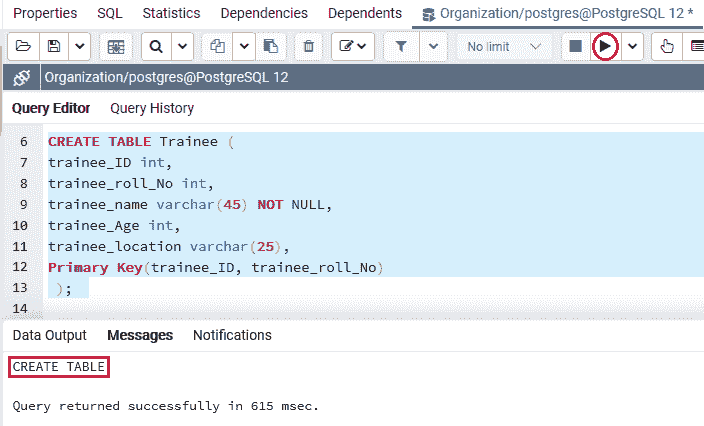 Properties SQL Statistics Dependencies Dependents Organization/postgres@PostgreSQL 12 *
No limit
Organization/postgres@PostgreSQL 12
Query Editor Query History
6 CREATE TABLE Trainee (
7 trainee_ID int,
8 trainee_roll_No int,
9 trainee_name varchar(45) NOT NULL,
10 trainee_Age int,
11 trainee_location varchar(25),
12 Primary Key(trainee_ID, trainee_roll_No)
13 );
14
Data Output Messages Notifications
CREATE TABLE
Query returned successfully in 615 msec.